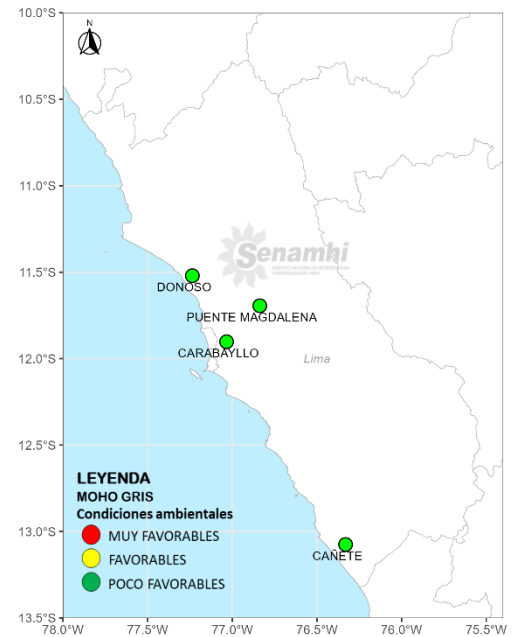 10.0°S
N
10.5°S
11.0°S
Senamhi
11.5°S
DONOSO
PUENTE MAGDALENA
CARABAYLLO
12.0°S
Lima
12.5°S
LEYENDA
MOHO GRIS
Condiciones ambientales
13.0°S
MUY FAVORABLES
CAÑETE
FAVORABLES
POCO FAVORABLES
13.5°S
78.0°W 77.5°W 77.0°W 76.5°W 76.0°W 75.5°W